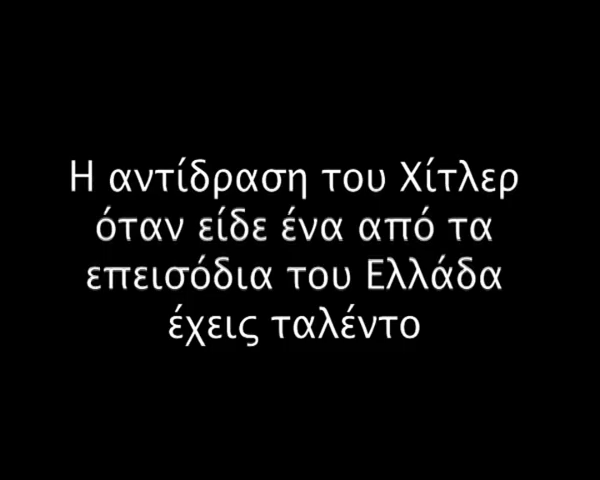 Η αντίδραση του Χίτλερ
όταν είδε ένα από τα
επεισόδια του Ελλάδα
έχεις ταλέντο